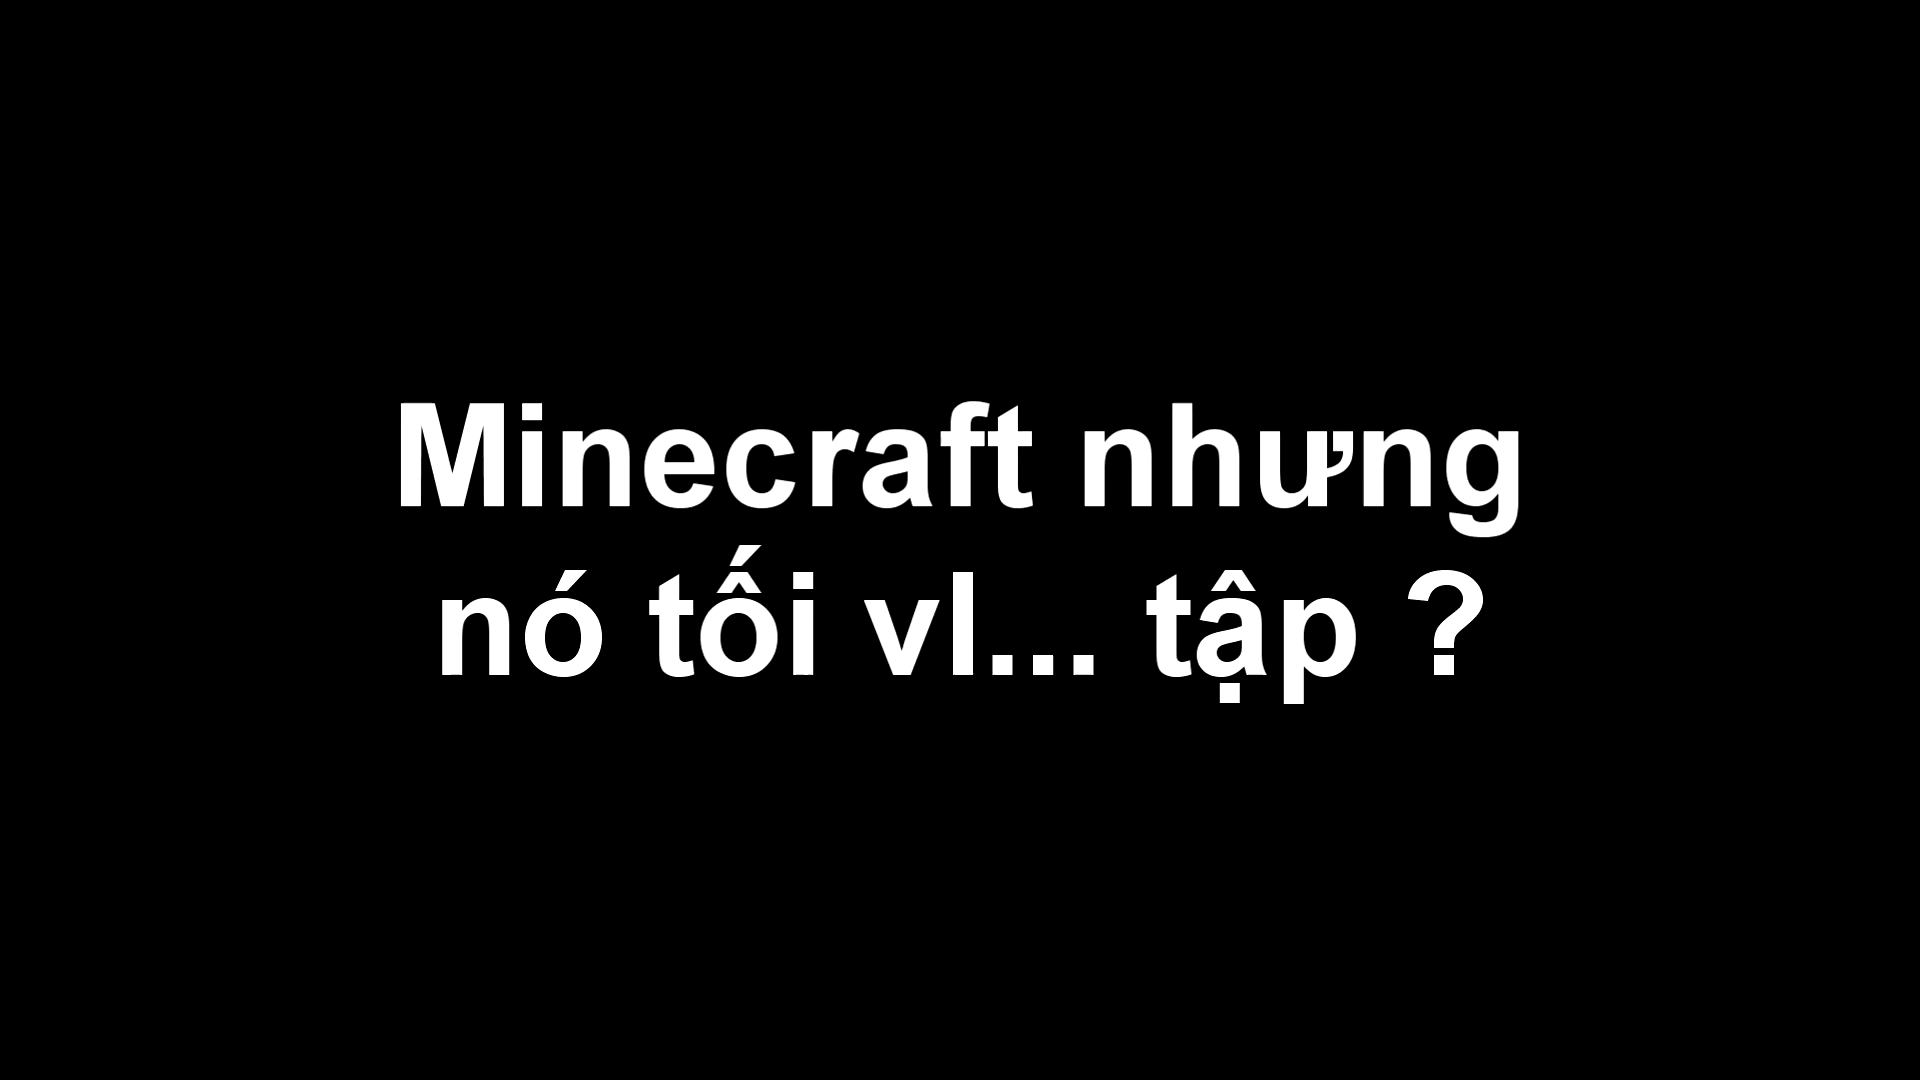 Minecraft nhưng
nó tối vl... tập ?